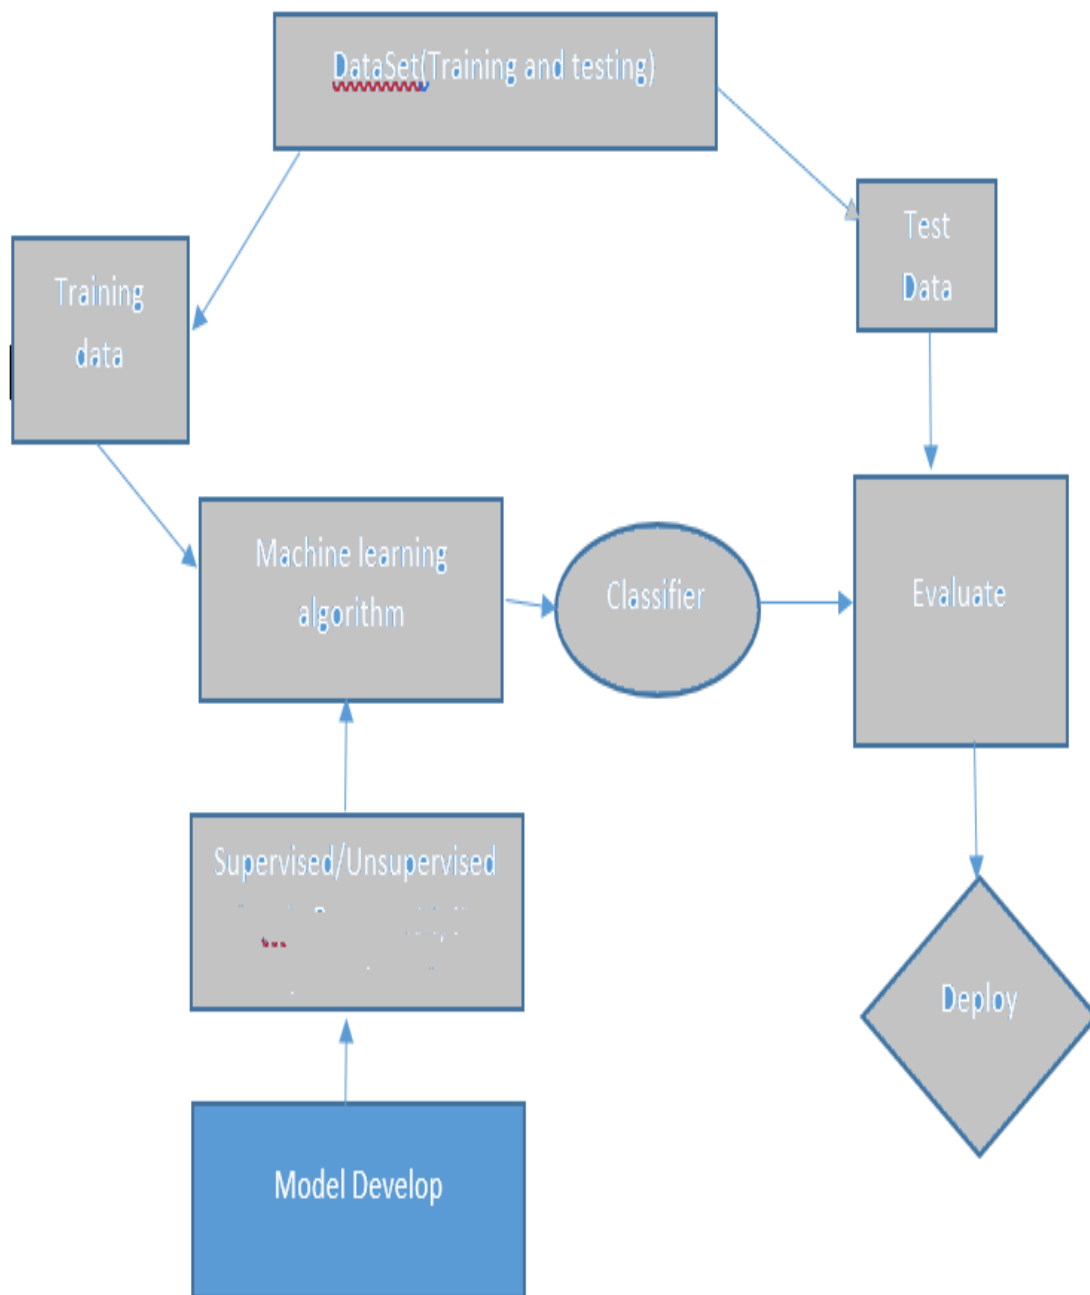 DataSet(Training and testing)
Test
Data
Training
data
Machine learning
algorithm
Classifier
Evaluate
Supervised/Unsupervised
Deploy
Model Develop